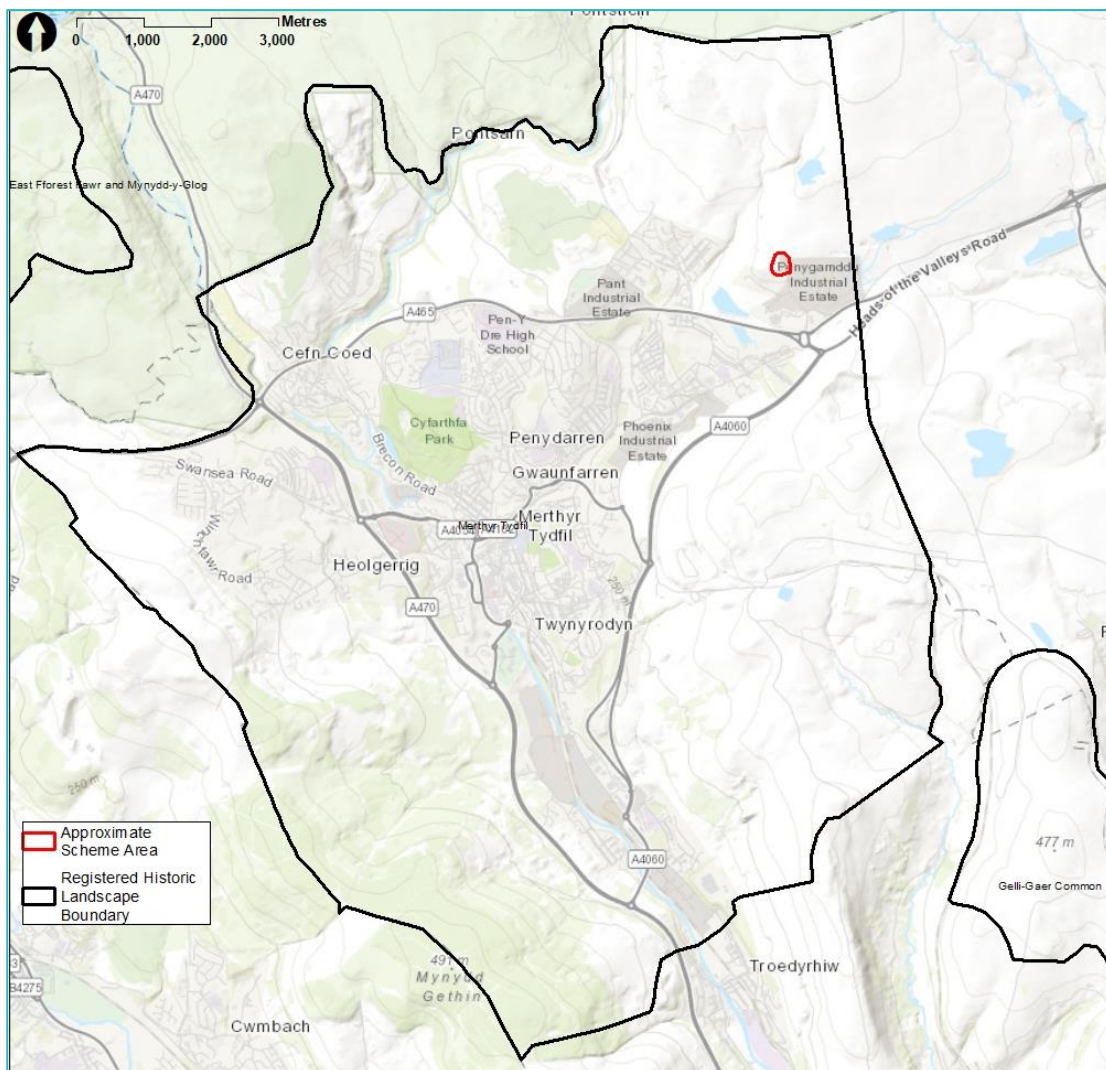 Pontstrein
Metres
0 1,000 2,000 3,000
A470
Pontsarn
East Fforest Fawr and Mynydd-y-Glog
Penygarnddu
Industrial
Estate
Pant
Industrial
Estate
Heads of the Valleys Road
A465
Pen-Y
Dre High
School
Cefn Coed
Cyfarthfa
Park
Phoenix
Industrial
Estate
A4060
Penydarren
Brecon Road
Swansea Road
Gwaunfarren
Merthyr
Tydfil
Merthyr Tydfil
A4054
A4102
Heolgerrig
250 m
A470
Twynyrodyn
250 m
Approximate
Scheme Area
Registered Historic
Landscape
Boundary
477 m
Gelli-Gaer Common
A4060
491 m
Mynydd
Gethin
Troedyrhiw
B4275
Cwmbach